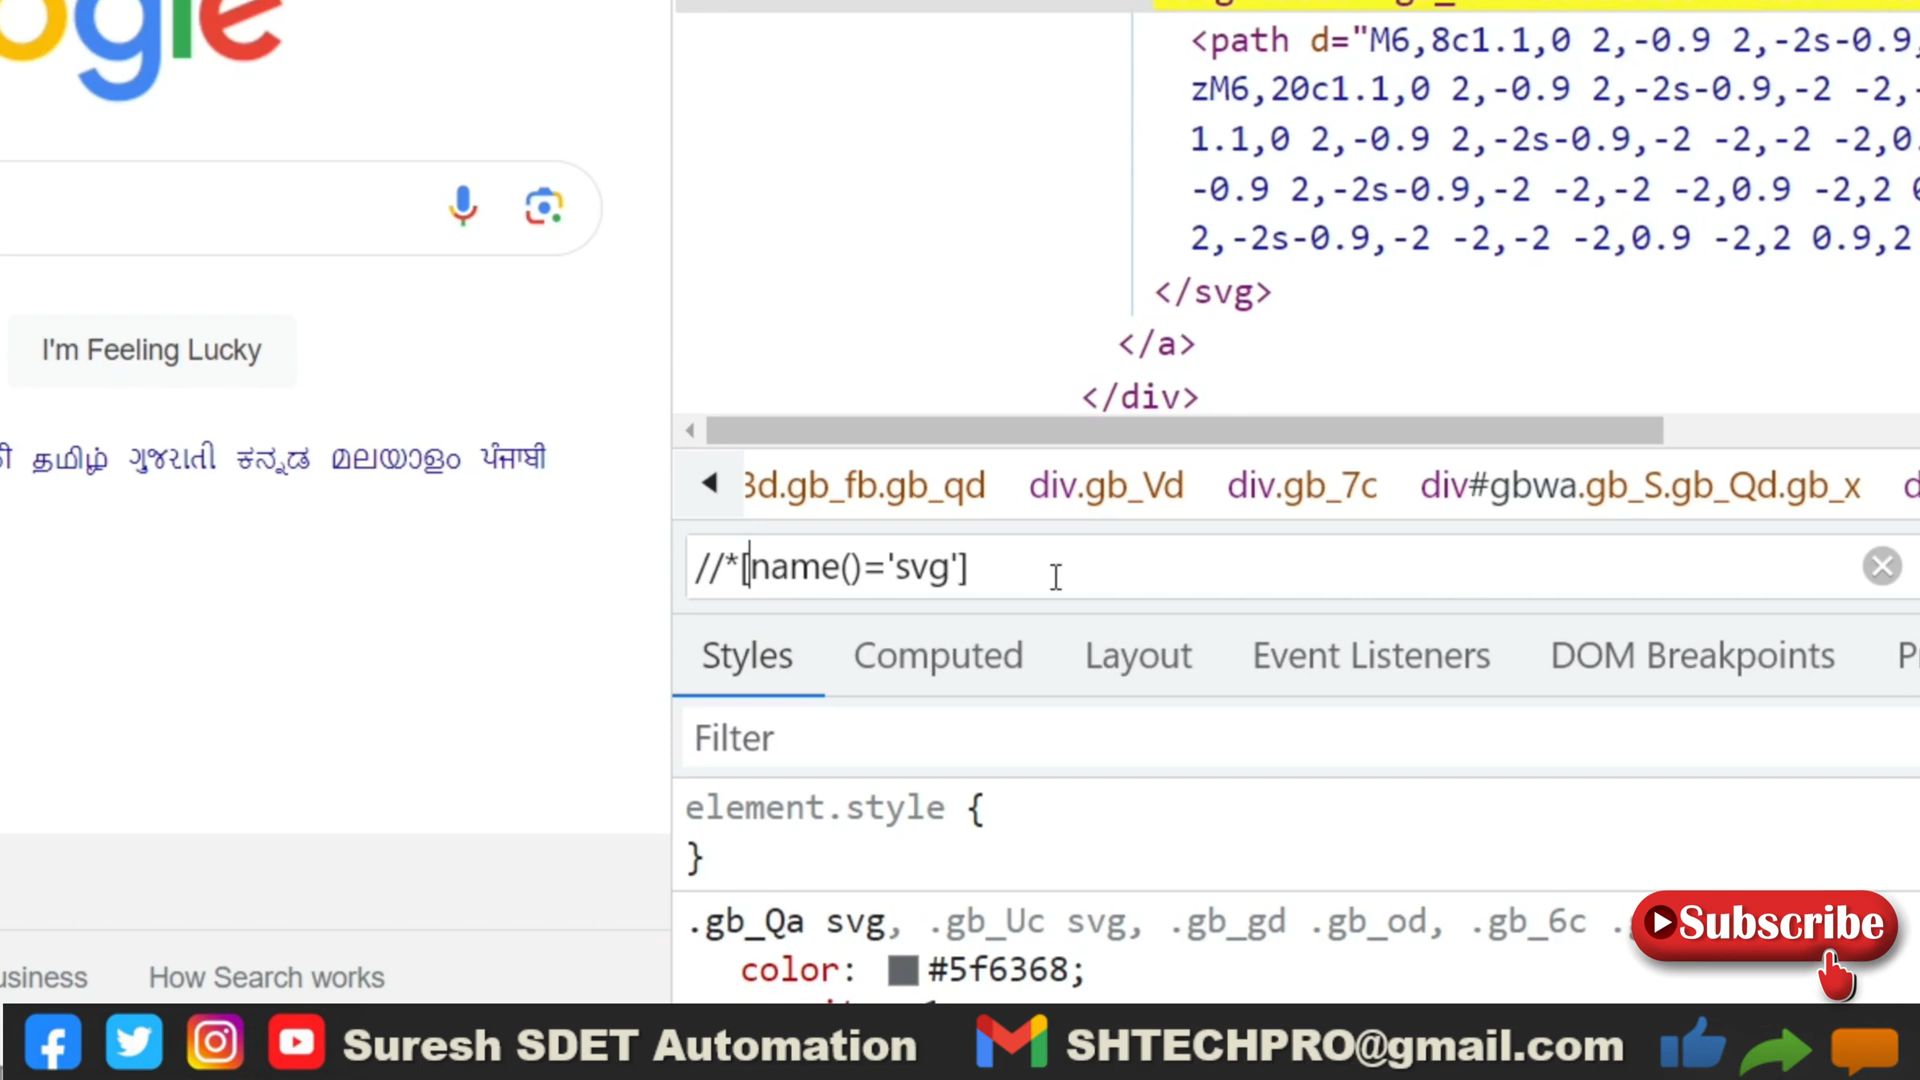 <path d="M6,8c1.1,0 2,-0.9 2,-2s-0.9,
zM6,20c1.1,0 2,-0.9 2,-2s-0.9,-2 -2,-
1.1,0 2,-0.9 2,-2s-0.9,-2 -2,-2 -2,0.
-0.9 2,-2s-0.9,-2 -2,-2 -2,0.9 -2,2
2,-2s-0.9,-2 -2,-2 -2,0.9 -2,2 0.9,2
</svg>
</a>
</div>
I'm Feeling Lucky
தமிழ் ગુજરાતી ಕನ್ನಡ മലയാളം ਪੰਜਾਬੀ
3d.gb_fb.gb_qd div.gb_Vd div.gb_7c div#gbwa.gb_S.gb_Qd.gb_x
//*[name()='svg']
Styles Computed Layout Event Listeners DOM Breakpoints
Filter
element.style {
}
.gb_Qa svg, .gb_Uc svg, .gb_gd .gb_od, .gb_6c
color: #5f6368;
Subscribe
usiness How Search works
Suresh SDET Automation SHTECHPRO@gmail.com